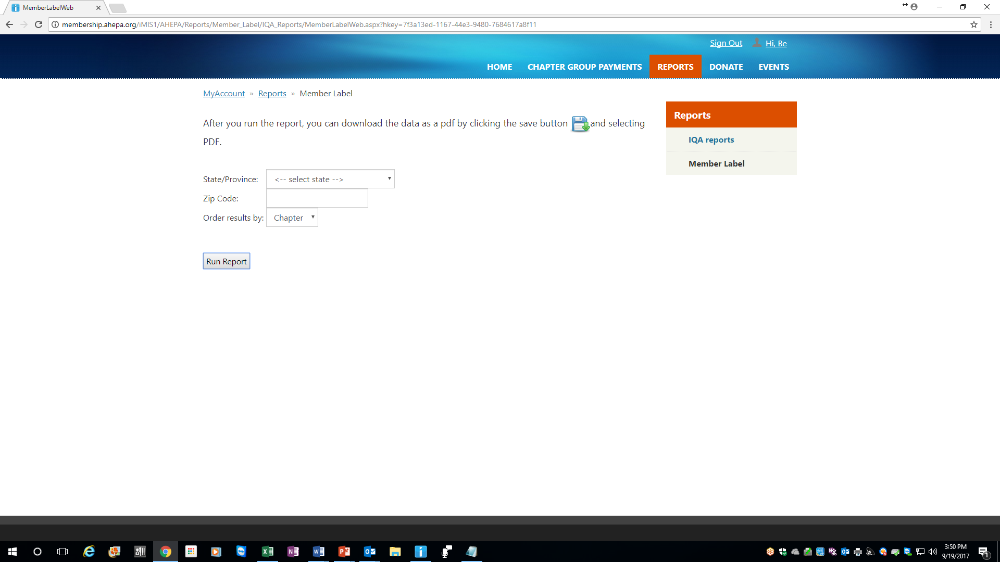 MemberLabelWeb
membership.ahepa.org/iMIS1/AHEPA/Reports/Member_Label/IQA_Reports/MemberLabelWeb.aspx?hkey=7f3a13ed-1167-44e3-9480-7684617a8f11
Sign Out Hi, Be
HOME CHAPTER GROUP PAYMENTS REPORTS DONATE EVENTS
MyAccount » Reports » Member Label
After you run the report, you can download the data as a pdf by clicking the save button and selecting
PDF.
Reports
IQA reports
Member Label
State/Province: <-- select state -->
Zip Code:
Order results by: Chapter
Run Report
3:50 PM
9/19/2017
1